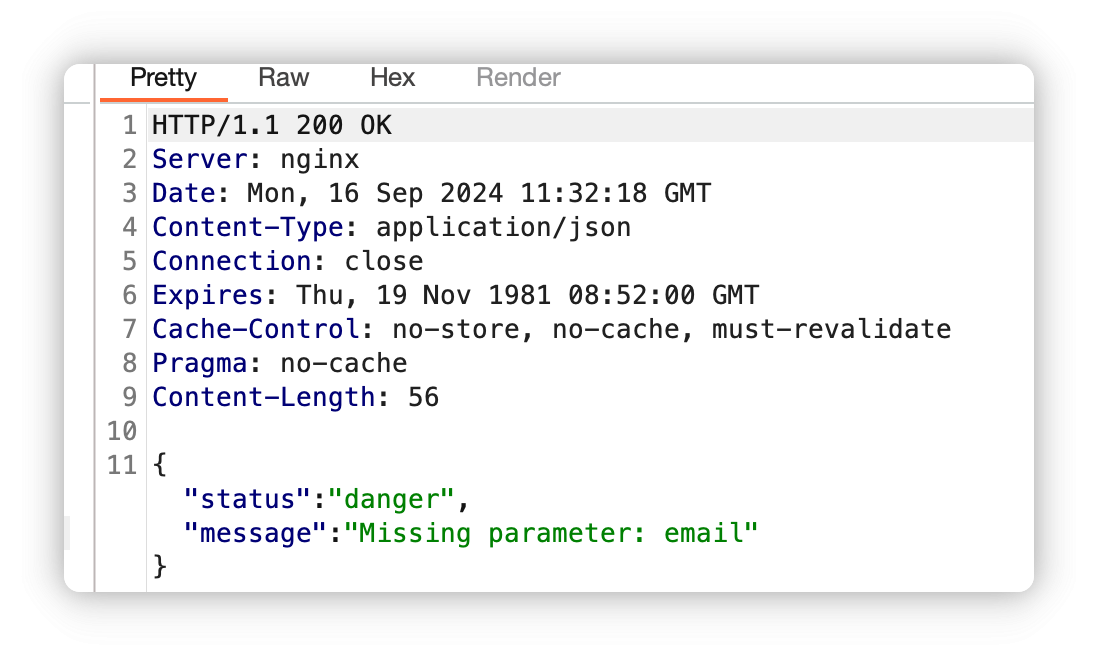 Pretty Raw Hex Render
1 HTTP/1.1 200 OK
2 Server: nginx
3 Date: Mon, 16 Sep 2024 11:32:18 GMT
4 Content-Type: application/json
5 Connection: close
6 Expires: Thu, 19 Nov 1981 08:52:00 GMT
7 Cache-Control: no-store, no-cache, must-revalidate
8 Pragma: no-cache
9 Content-Length: 56
10
11 {
"status":"danger",
"message":"Missing parameter: email"
}